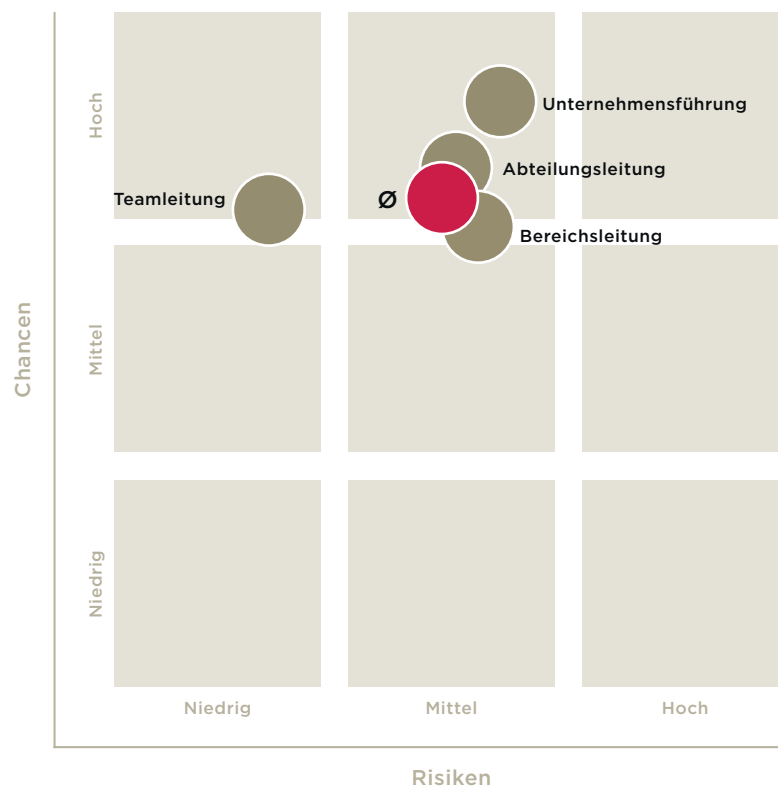 Hoch
Unternehmensführung
Abteilungsleitung
Teamleitung
Ø
Bereichsleitung
Chancen
Mittel
Niedrig
Niedrig
Mittel
Hoch
Risiken